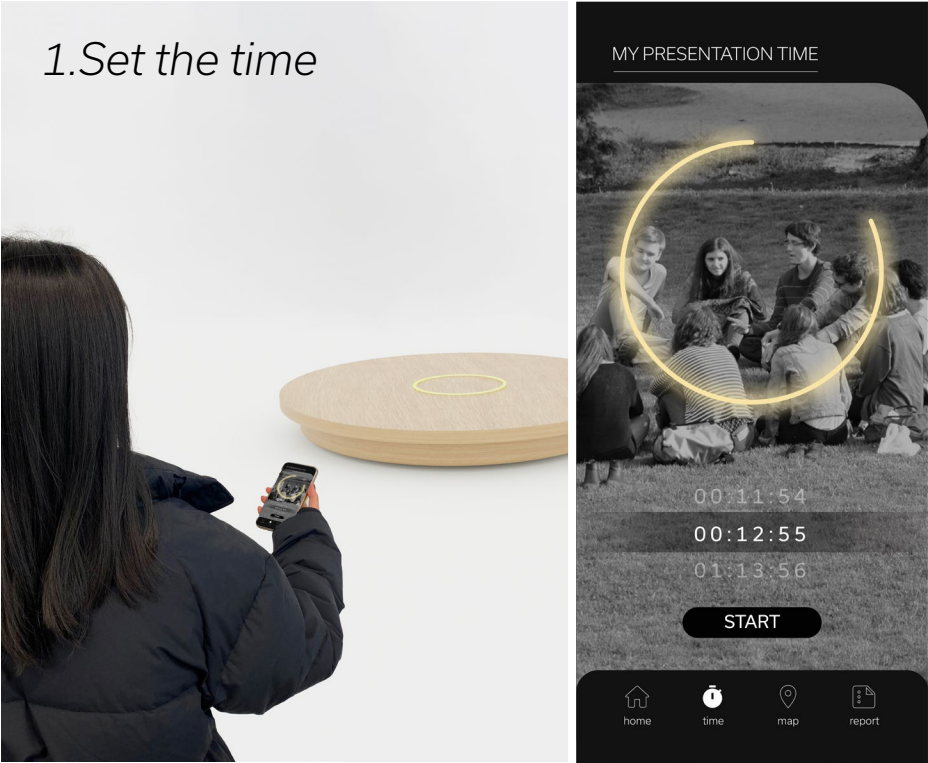 1.Set the time
MY PRESENTATION TIME
00:11:54
00:12:55
01:13:56
START
home
time
map
report